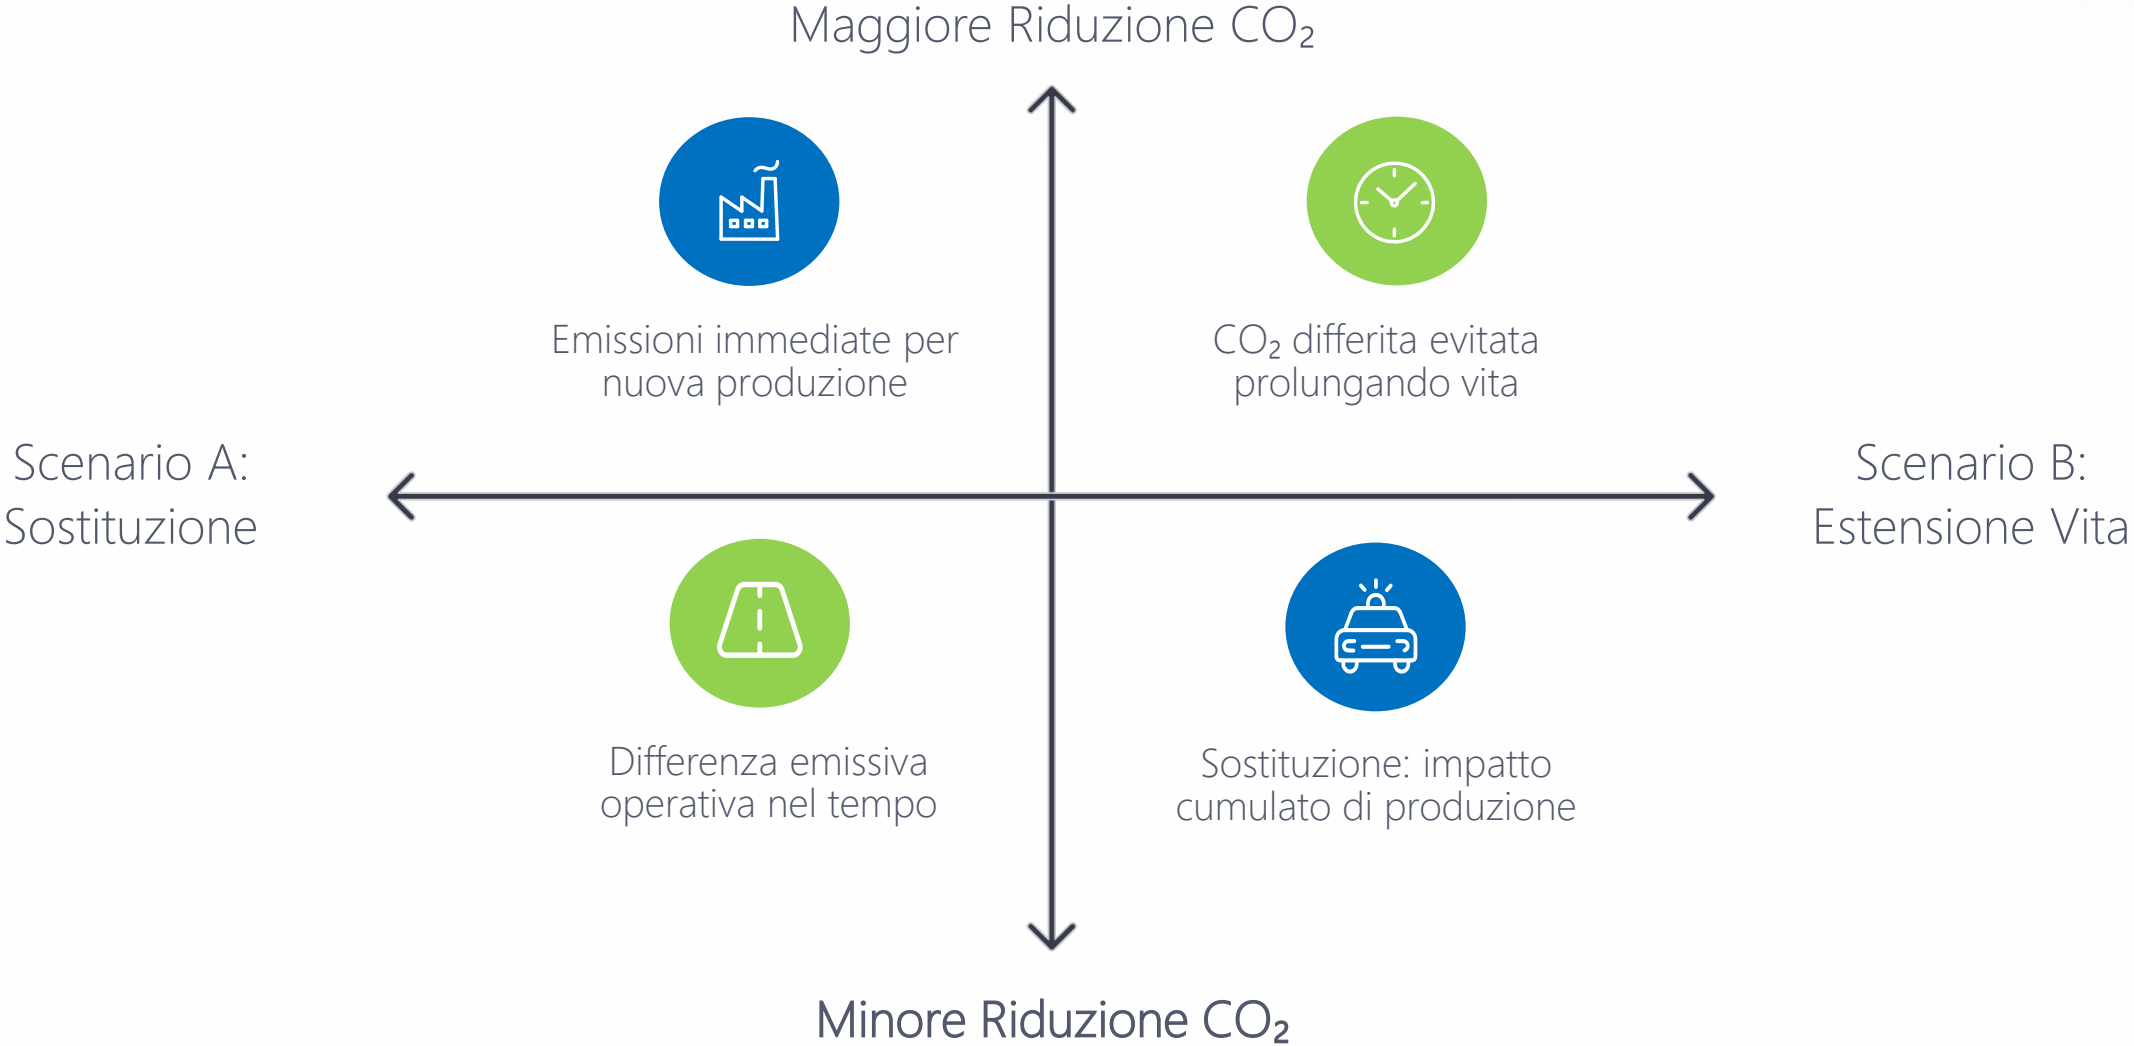 Maggiore Riduzione CO₂
Emissioni immediate per
nuova produzione
CO₂ differita evitata
prolungando vita
Scenario A:
Sostituzione
Scenario B:
Estensione Vita
Differenza emissiva
operativa nel tempo
Sostituzione: impatto
cumulato di produzione
Minore Riduzione CO₂